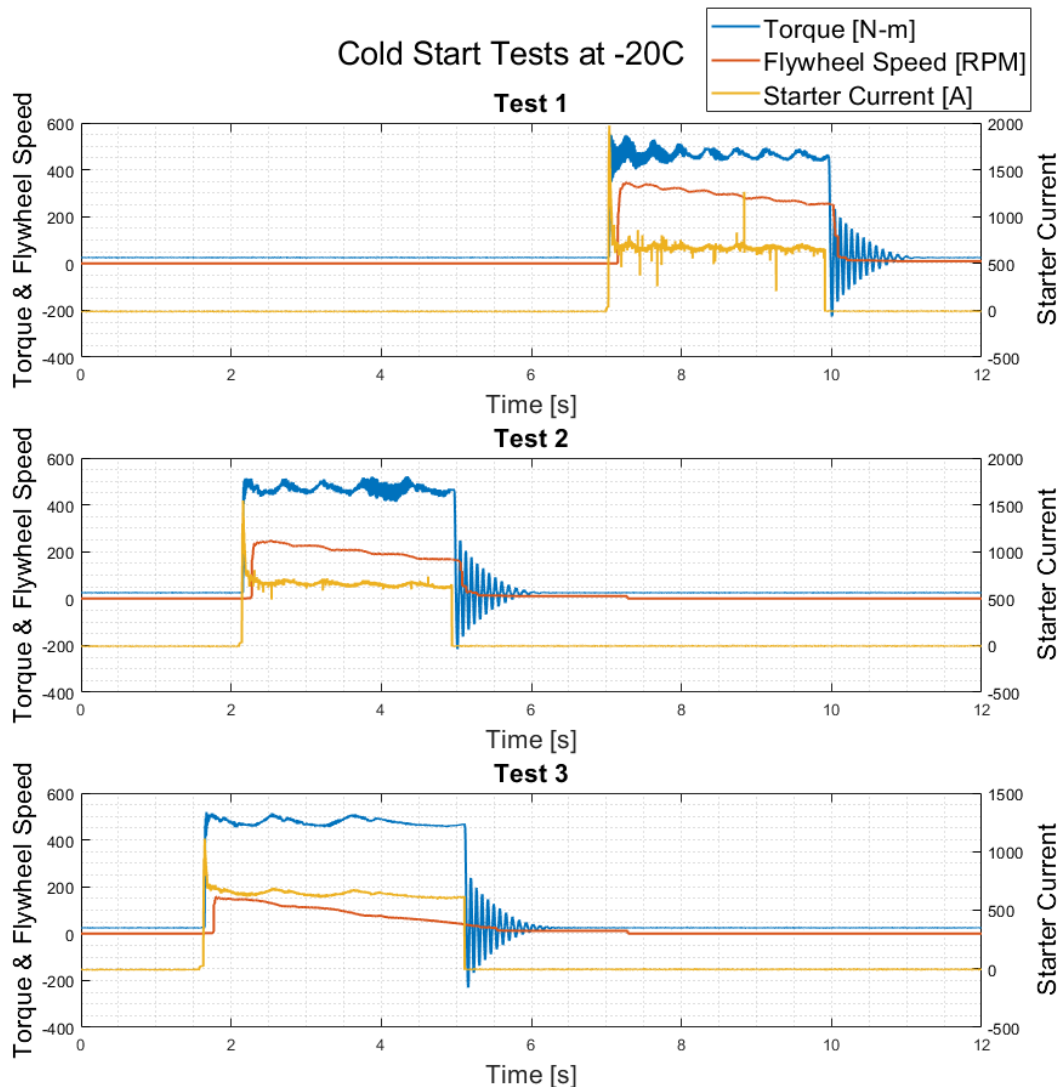 Cold Start Tests at -20C
Torque [N-m]
Flywheel Speed [RPM]
Starter Current [A]
Test 1
Torque & Flywheel Speed
600
400
200
0
-200
-400
2000
1500
1000
500
0
-500
Starter Current
0 2 4 6 8 10 12
Time [s]
Test 2
Torque & Flywheel Speed
600
400
200
0
-200
-400
2000
1500
1000
500
0
-500
Starter Current
0 2 4 6 8 10 12
Time [s]
Test 3
Torque & Flywheel Speed
600
400
200
0
-200
-400
1500
1000
500
0
-500
Starter Current
0 2 4 6 8 10 12
Time [s]